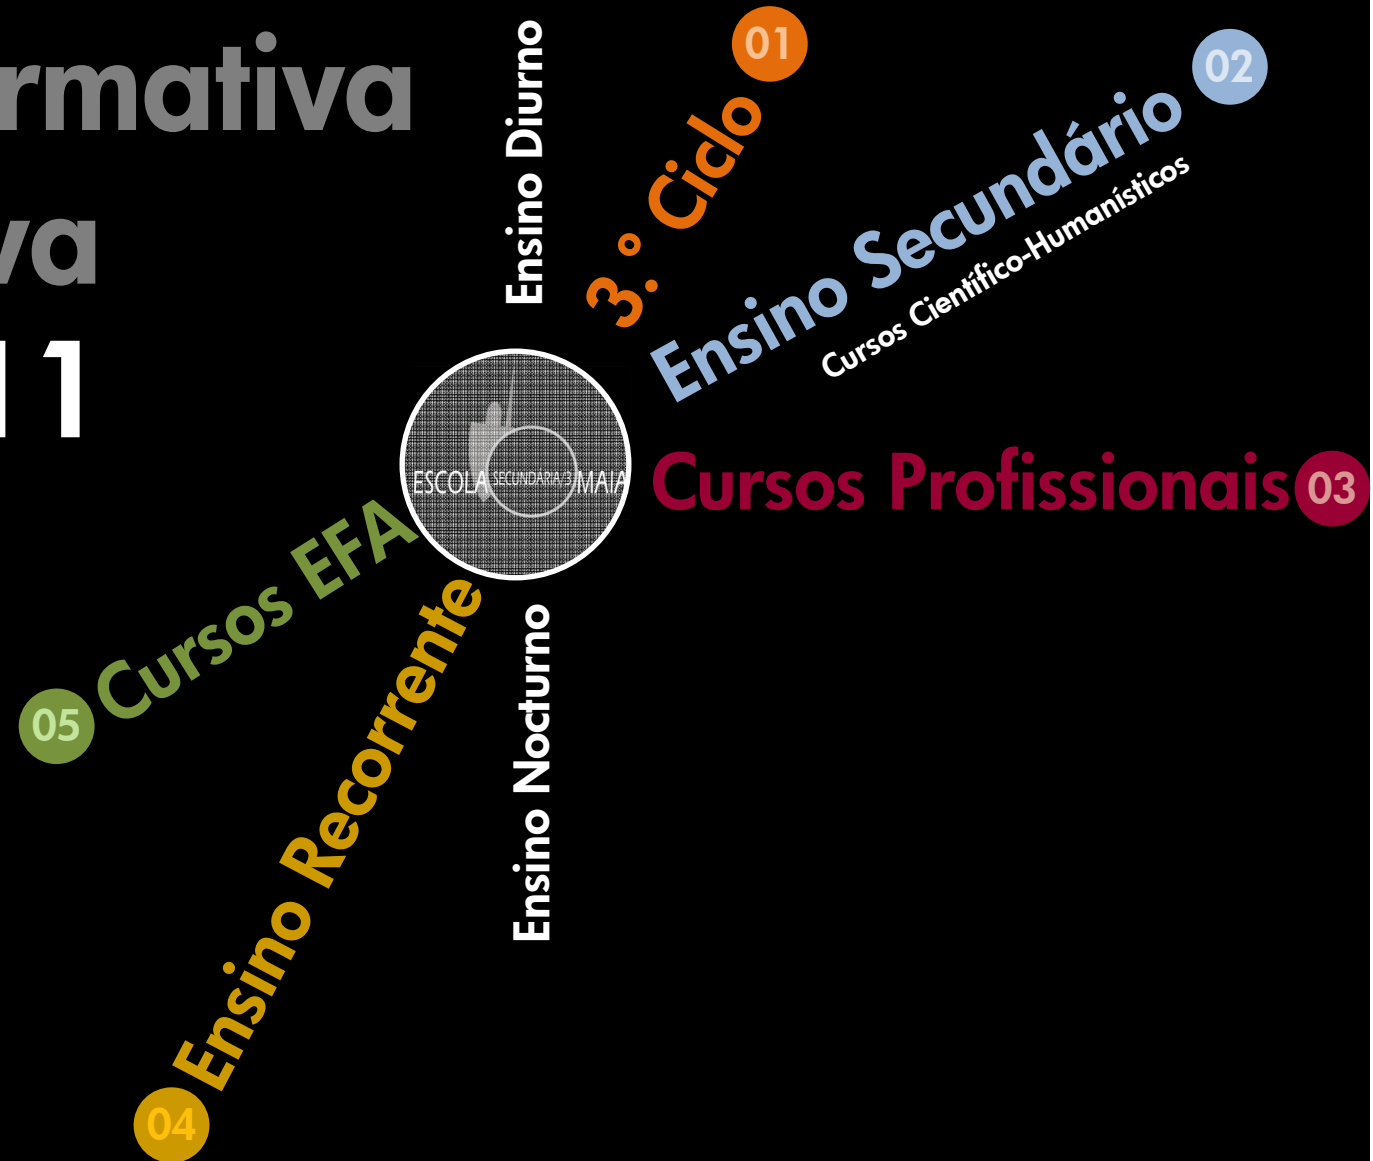 rmativa
va
11
Ensino Diurno
3.º Ciclo
01
Ensino Secundário
02
Cursos Científico-Humanísticos
Cursos Profissionais
03
ESCOLA SECUNDÁRIA/3 MAIA
Cursos EFA
05
Ensino Recorrente
04
Ensino Nocturno